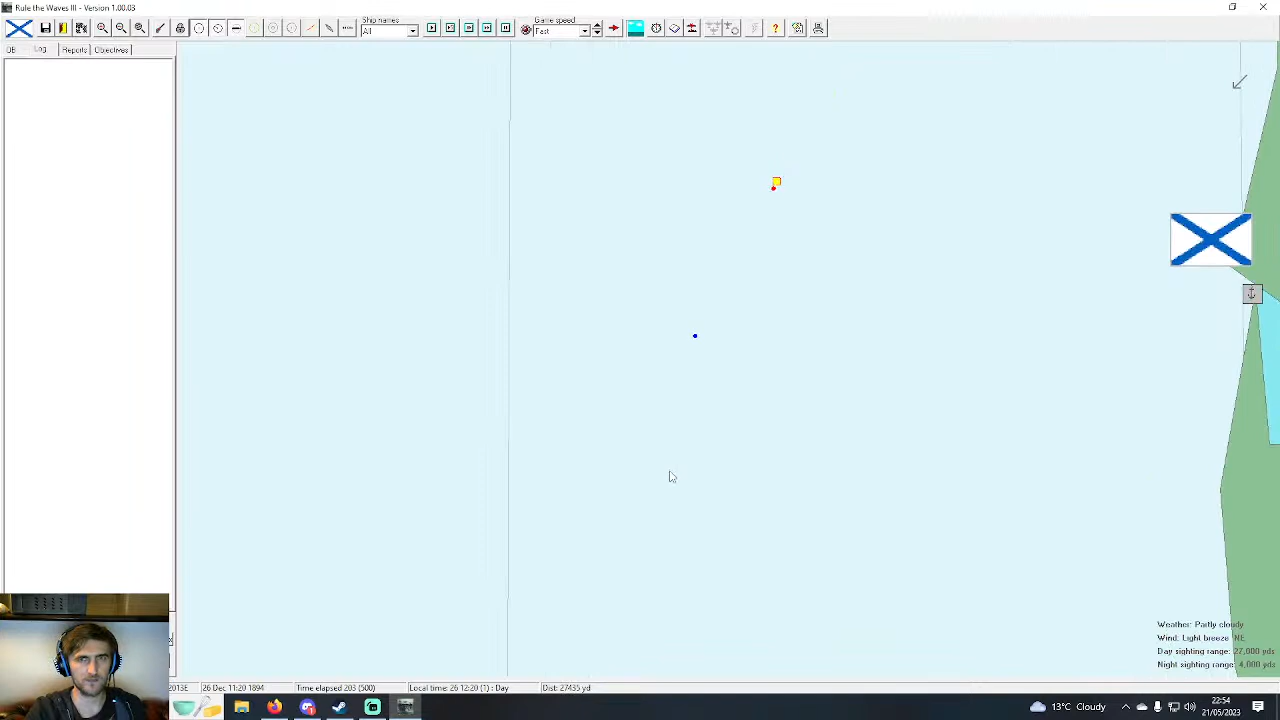 Rule the Waves III - Version 1.00.03
Ship names
All
Game speed
Fast
OB
Log
Reports
Objectives
Weather: Partly cloudy
Wind: Light breeze NE
Day sighting range: 27,000 yds
Night sighting range: 4,000 yds
2013E
26 Dec 11:20 1894
Time elapsed 203 (500)
Local time: 26 12:20 (1) : Day
Dist: 27435 yd
13°C Cloudy
22:54
21/05/2023